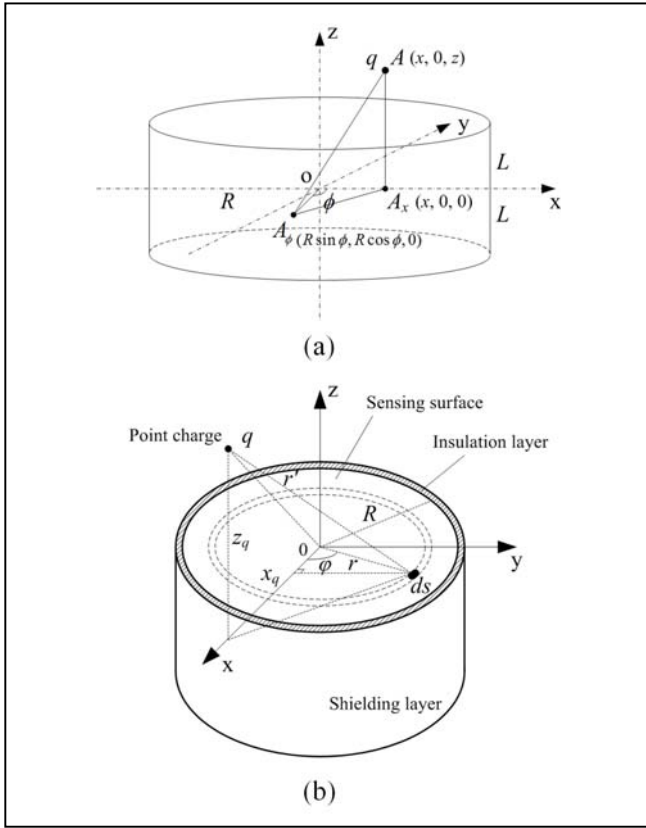 z
q A (x, 0, z)
y
o
L
R
ϕ
A_x (x, 0, 0)
x
L
A_ϕ (R sin ϕ, R cos ϕ, 0)
(a)
z
Sensing surface
Point charge q
Insulation layer
r'
R
z_q
0
φ r
y
x_q
ds
x
Shielding layer
(b)